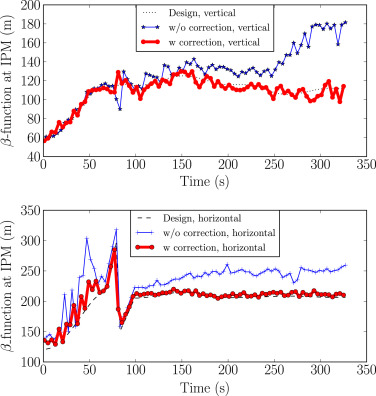 β-function at IPM (m)
200
180
160
140
120
100
80
60
40
Design, vertical
w/o correction, vertical
w correction, vertical
0 50 100 150 200 250 300 350
Time (s)
β_function at IPM (m)
350
300
250
200
150
100
Design, horizontal
w/o correction, horizontal
w correction, horizontal
0 50 100 150 200 250 300 350
Time (s)